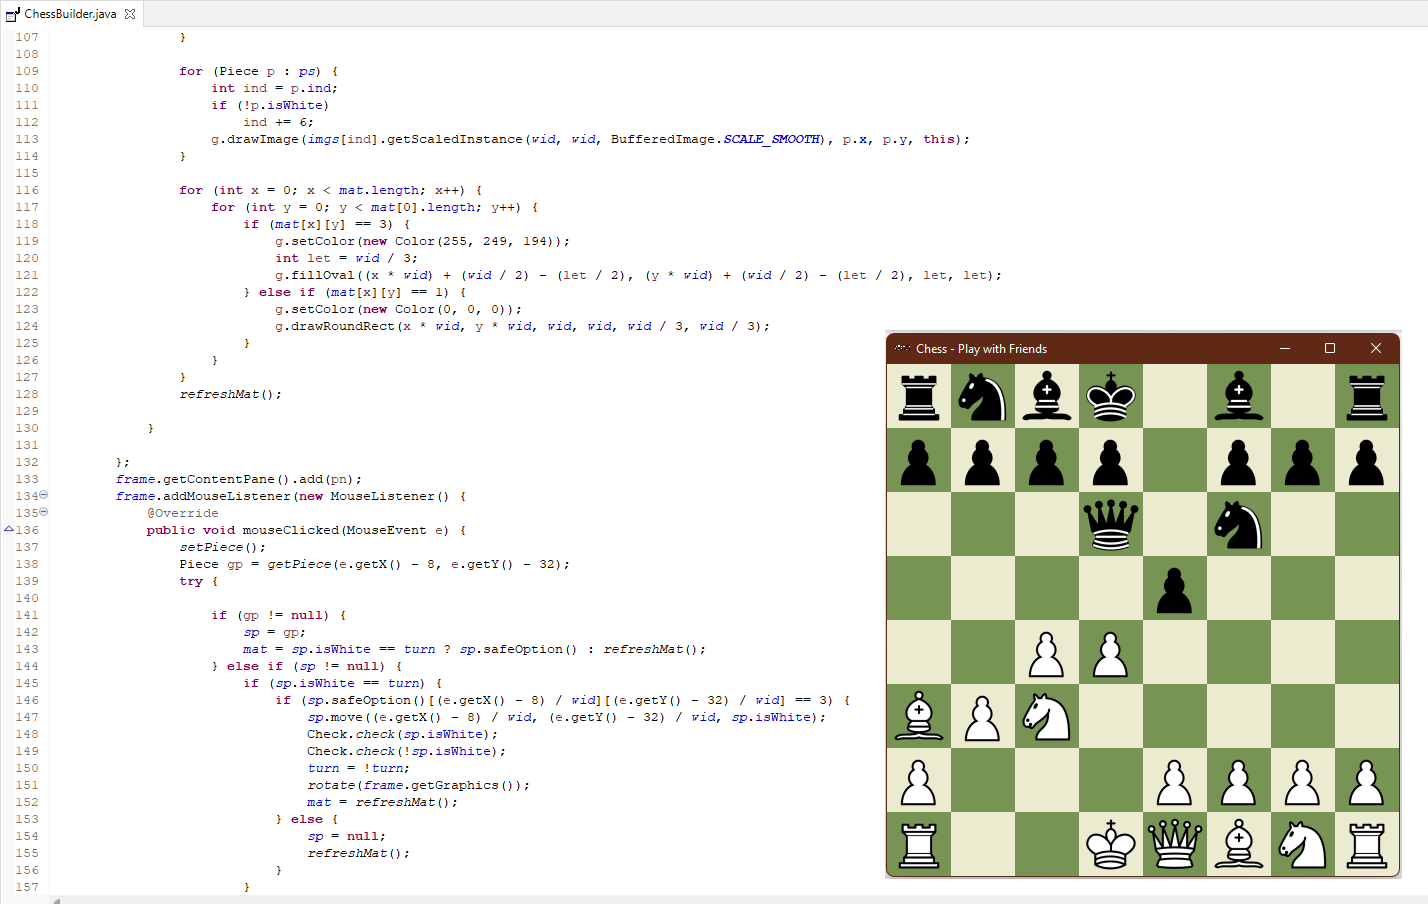 ChessBuilder.java
107 }
108
109 for (Piece p : ps) {
110 int ind = p.ind;
111 if (!p.isWhite)
112 ind += 6;
113 g.drawImage(imgs[ind].getScaledInstance(wid, wid, BufferedImage.SCALE_SMOOTH), p.x, p.y, this);
114 }
115
116 for (int x = 0; x < mat.length; x++) {
117 for (int y = 0; y < mat[0].length; y++) {
118 if (mat[x][y] == 3) {
119 g.setColor(new Color(255, 249, 194));
120 int let = wid / 3;
121 g.fillOval((x * wid) + (wid / 2) - (let / 2), (y * wid) + (wid / 2) - (let / 2), let, let);
122 } else if (mat[x][y] == 1) {
123 g.setColor(new Color(0, 0, 0));
124 g.drawRoundRect(x * wid, y * wid, wid, wid, wid / 3, wid / 3);
125 }
126 }
127 }
128 refreshMat();
129
130 }
131
132 };
133 frame.getContentPane().add(pn);
134 frame.addMouseListener(new MouseListener() {
135 @Override
136 public void mouseClicked(MouseEvent e) {
137 setPiece();
138 Piece gp = getPiece(e.getX() - 8, e.getY() - 32);
139 try {
140
141 if (gp != null) {
142 sp = gp;
143 mat = sp.isWhite == turn ? sp.safeOption() : refreshMat();
144 } else if (sp != null) {
145 if (sp.isWhite == turn) {
146 if (sp.safeOption()[(e.getX() - 8) / wid][(e.getY() - 32) / wid] == 3) {
147 sp.move((e.getX() - 8) / wid, (e.getY() - 32) / wid, sp.isWhite);
148 Check.check(sp.isWhite);
149 Check.check(!sp.isWhite);
150 turn = !turn;
151 rotate(frame.getGraphics());
152 mat = refreshMat();
153 } else {
154 sp = null;
155 refreshMat();
156 }
157 }
Chess - Play with Friends